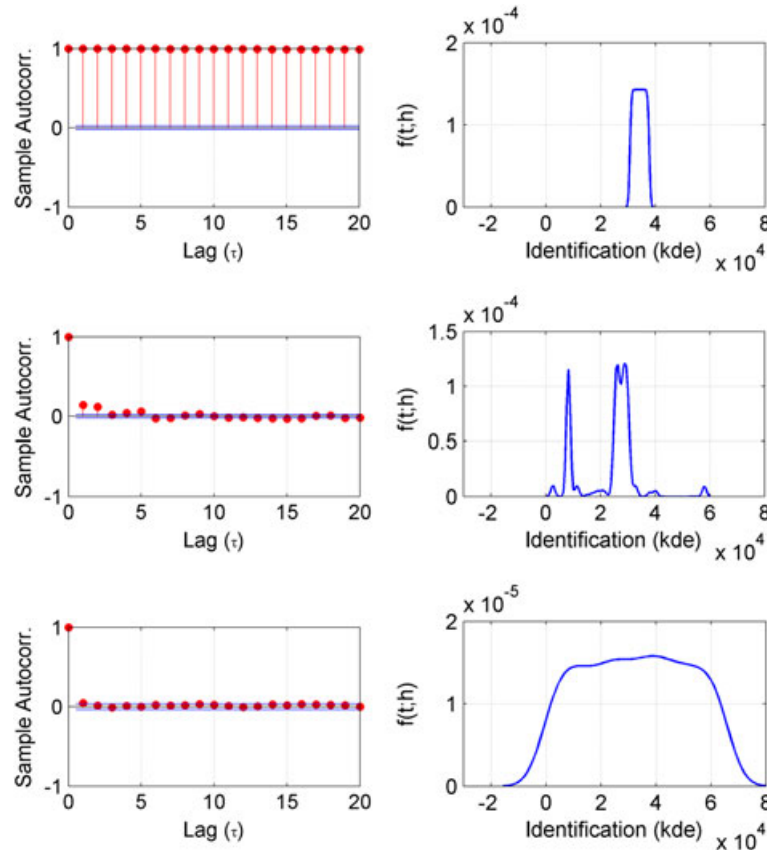 Sample Autocorr.
1
0
-1
0 5 10 15 20
Lag (τ)
x 10^-4
f(t;h)
2
1
0
-2 0 2 4 6 8
Identification (kde)
x 10^4
Sample Autocorr.
1
0
-1
0 5 10 15 20
Lag (τ)
x 10^-4
f(t;h)
1.5
1
0.5
0
-2 0 2 4 6 8
Identification (kde)
x 10^4
Sample Autocorr.
1
0
-1
0 5 10 15 20
Lag (τ)
x 10^-5
f(t;h)
2
1
0
-2 0 2 4 6 8
Identification (kde)
x 10^4